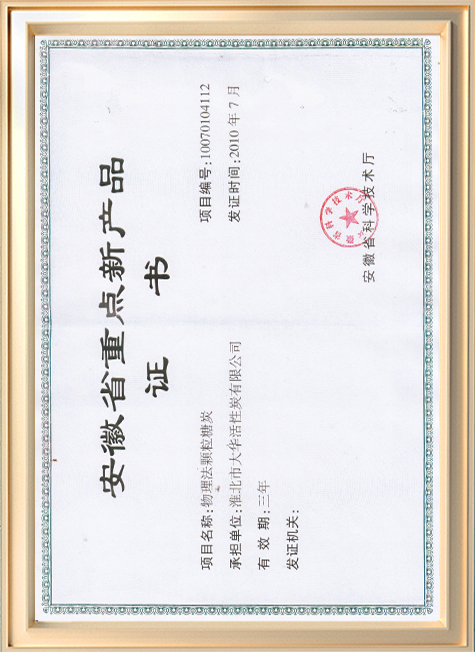 安徽省重点新产品
证书
项目名称:物理法颗粒糖炭
项目编号:10070104112
承担单位:淮北市大华活性炭有限公司
发证时间:2010 年 7 月
有 效 期:三年
发证机关:
安徽省科学技术厅